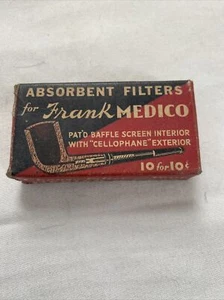 ABSORBENT FILTERS
for Frank MEDICO
PAT'D BAFFLE SCREEN INTERIOR
WITH "CELLOPHANE" EXTERIOR
10 for 10¢